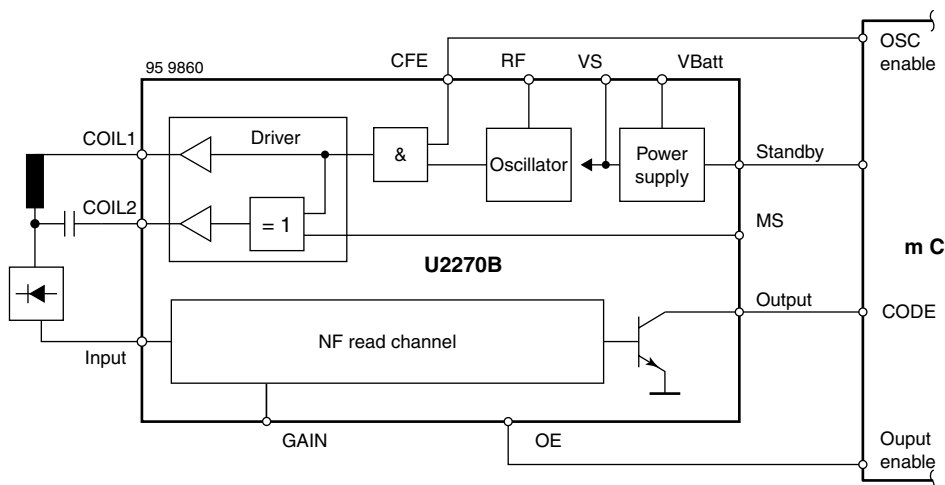 OSC
enable
95 9860
CFE
RF
VS
VBatt
COIL1
Driver
&
Oscillator
Power
supply
Standby
COIL2
= 1
MS
U2270B
m C
Output
CODE
NF read channel
Input
GAIN
OE
Ouput
enable